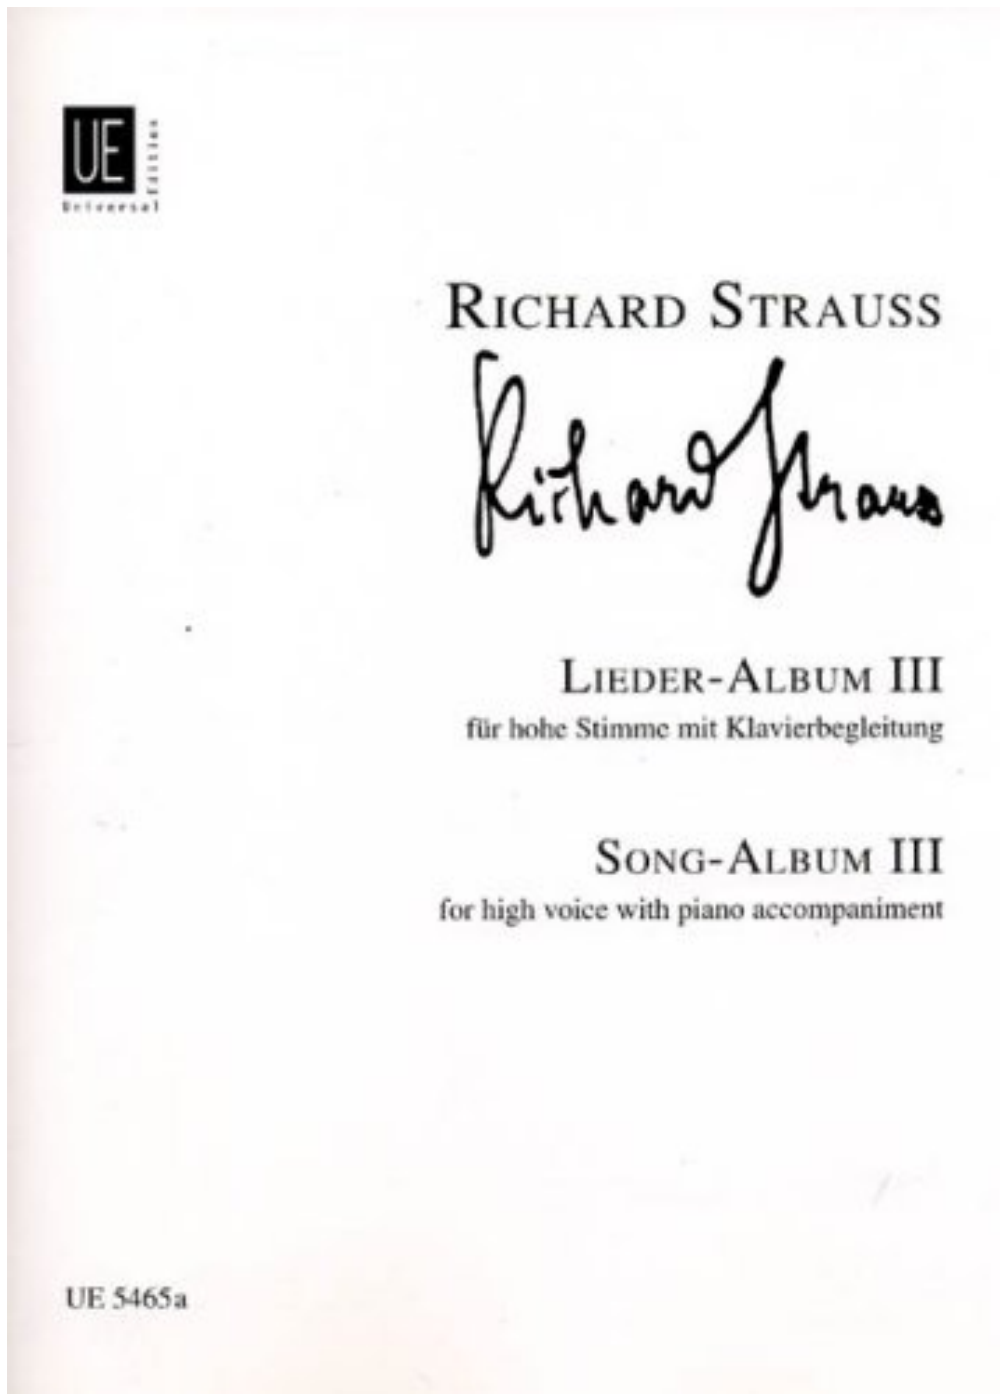 UE
Universal
Edition
RICHARD STRAUSS
Richard Strauss
LIEDER-ALBUM III
für hohe Stimme mit Klavierbegleitung
SONG-ALBUM III
for high voice with piano accompaniment
UE 5465a